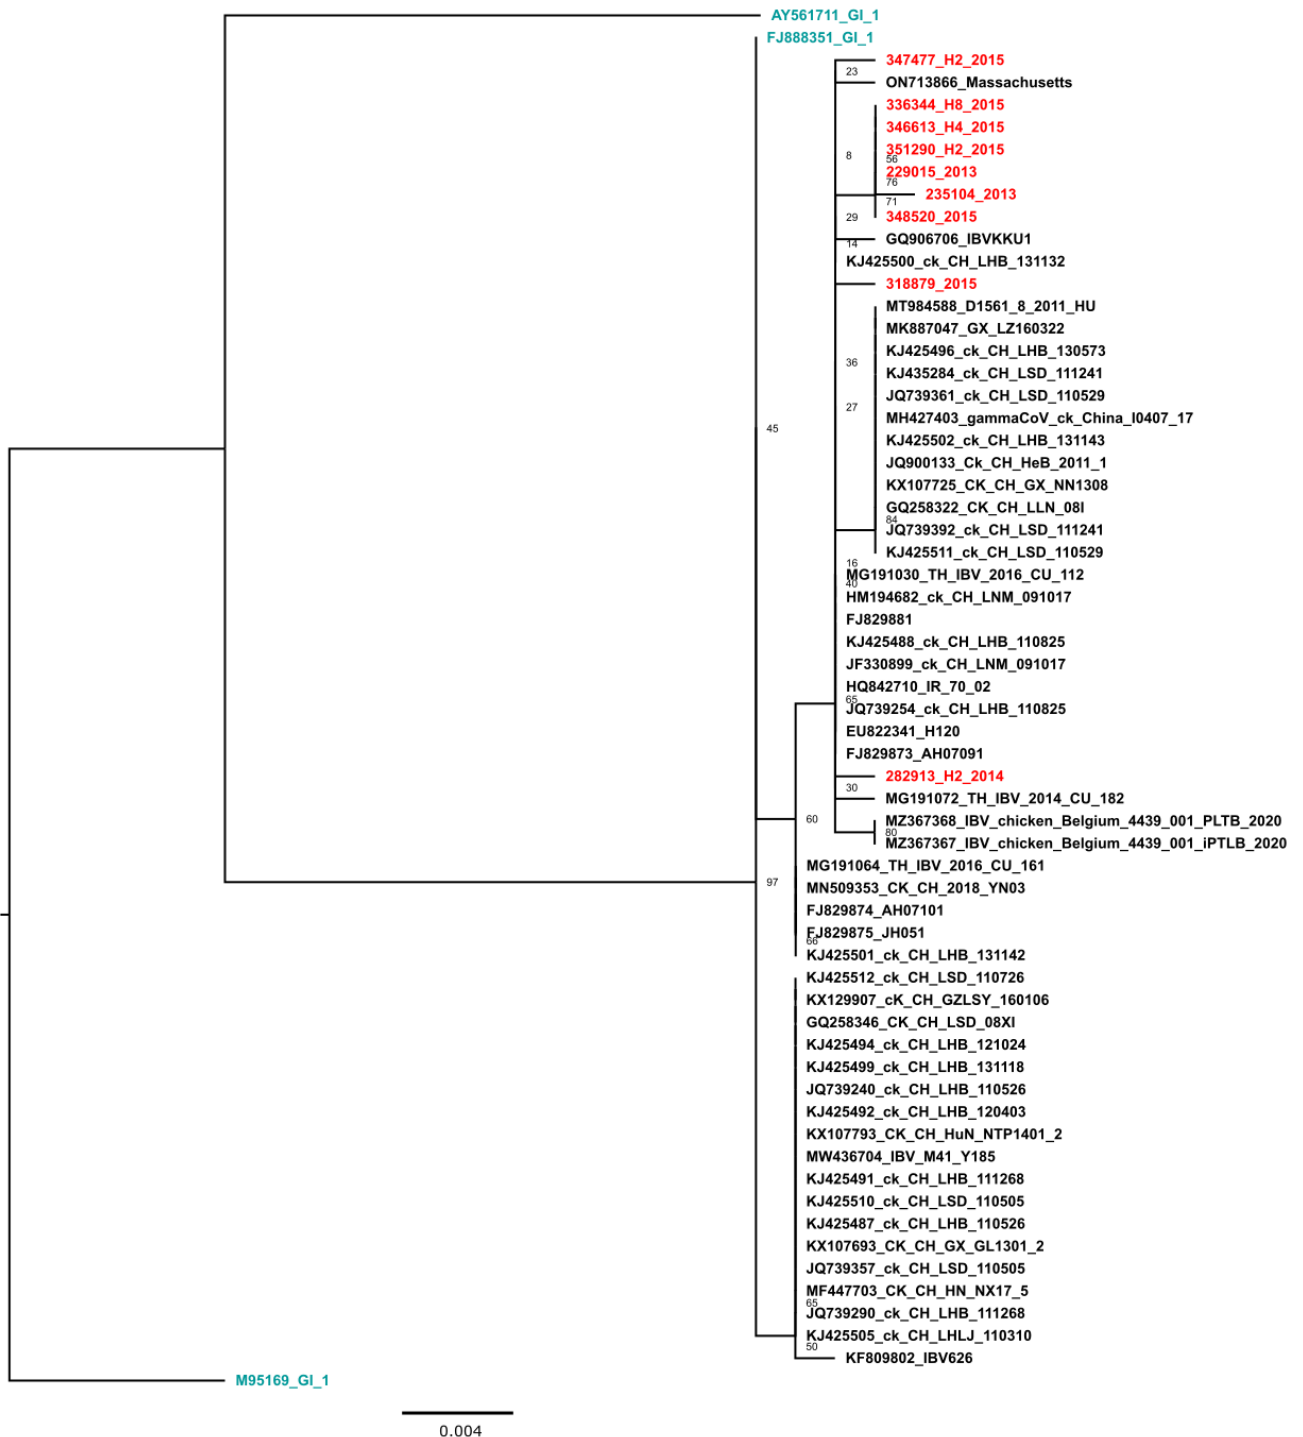 AY561711_GI_1
FJ888351_GI_1
347477_H2_2015
23
ON713866_Massachusetts
336344_H8_2015
346613_H4_2015
351290_H2_2015
8
56
229015_2013
76
235104_2013
71
348520_2015
29
GQ906706_IBVKKU1
14
KJ425500_ck_CH_LHB_131132
318879_2015
MT984588_D1561_8_2011_HU
MK887047_GX_LZ160322
KJ425496_ck_CH_LHB_130573
36
KJ435284_ck_CH_LSD_111241
JQ739361_ck_CH_LSD_110529
27
MH427403_gammaCoV_ck_China_I0407_17
45
KJ425502_ck_CH_LHB_131143
JQ900133_Ck_CH_HeB_2011_1
KX107725_CK_CH_GX_NN1308
GQ258322_CK_CH_LLN_08I
84
JQ739392_ck_CH_LSD_111241
KJ425511_ck_CH_LSD_110529
16
MG191030_TH_IBV_2016_CU_112
40
HM194682_ck_CH_LNM_091017
FJ829881
KJ425488_ck_CH_LHB_110825
JF330899_ck_CH_LNM_091017
HQ842710_IR_70_02
65
JQ739254_ck_CH_LHB_110825
EU822341_H120
FJ829873_AH07091
282913_H2_2014
30
MG191072_TH_IBV_2014_CU_182
60
MZ367368_IBV_chicken_Belgium_4439_001_PLTB_2020
80
MZ367367_IBV_chicken_Belgium_4439_001_iPTLB_2020
MG191064_TH_IBV_2016_CU_161
97
MN509353_CK_CH_2018_YN03
FJ829874_AH07101
FJ829875_JH051
66
KJ425501_ck_CH_LHB_131142
KJ425512_ck_CH_LSD_110726
KX129907_cK_CH_GZLSY_160106
GQ258346_CK_CH_LSD_08XI
KJ425494_ck_CH_LHB_121024
KJ425499_ck_CH_LHB_131118
JQ739240_ck_CH_LHB_110526
KJ425492_ck_CH_LHB_120403
KX107793_CK_CH_HuN_NTP1401_2
MW436704_IBV_M41_Y185
KJ425491_ck_CH_LHB_111268
KJ425510_ck_CH_LSD_110505
KJ425487_ck_CH_LHB_110526
KX107693_CK_CH_GX_GL1301_2
JQ739357_ck_CH_LSD_110505
MF447703_CK_CH_HN_NX17_5
65
JQ739290_ck_CH_LHB_111268
KJ425505_ck_CH_LHLJ_110310
50
KF809802_IBV626
M95169_GI_1
0.004